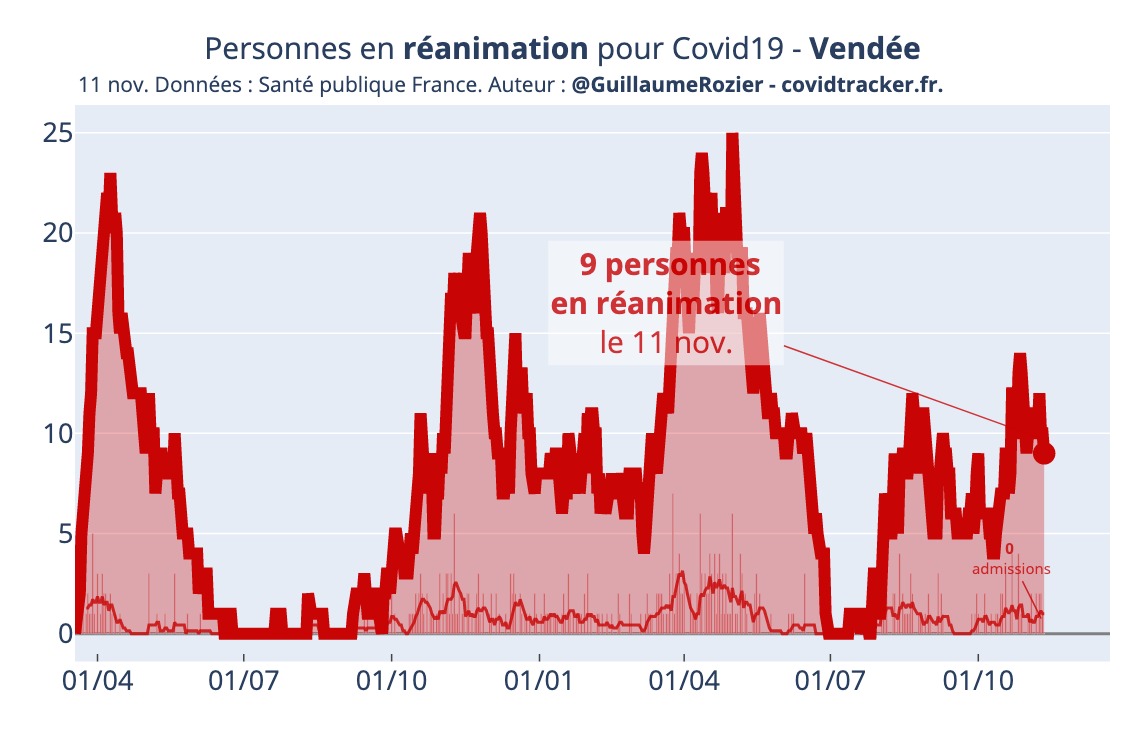 Personnes en réanimation pour Covid19 - Vendée
11 nov. Données : Santé publique France. Auteur : @GuillaumeRozier - covidtracker.fr.
25
20
15
10
5
0
9 personnes
en réanimation
le 11 nov.
0
admissions
01/04
01/07
01/10
01/01
01/04
01/07
01/10